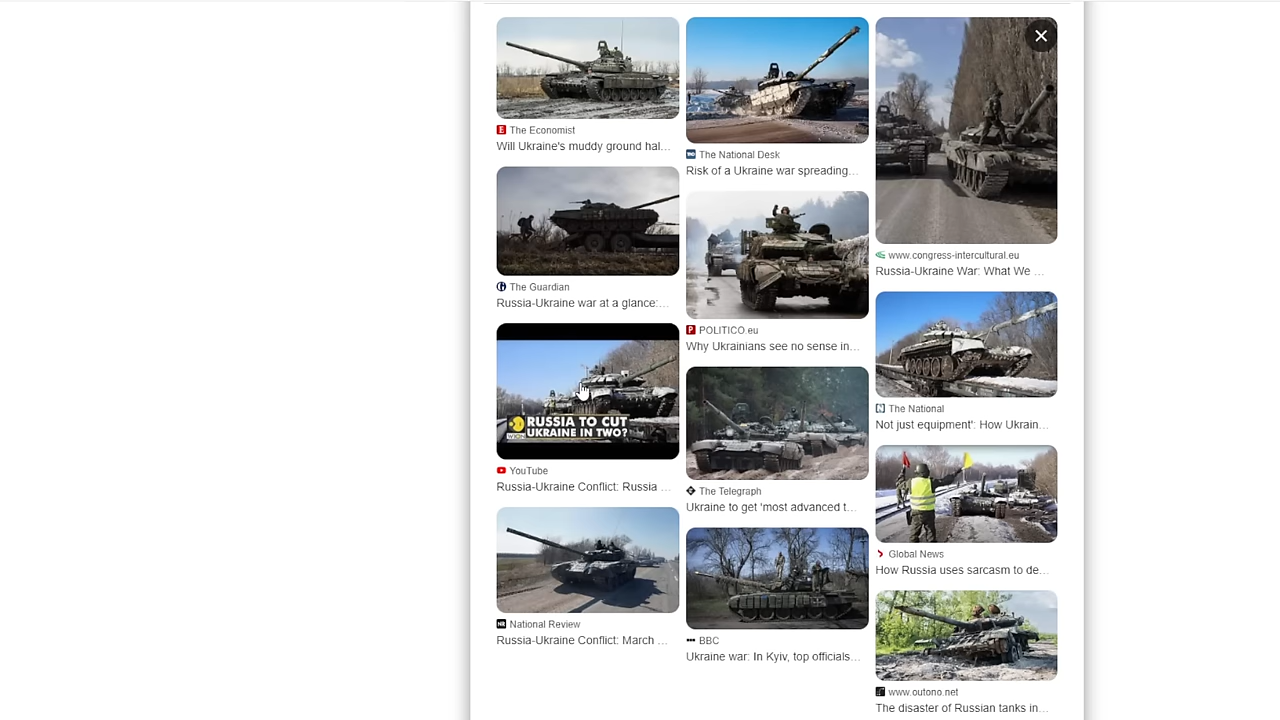 The Economist
Will Ukraine's muddy ground hal...
The Guardian
Russia-Ukraine war at a glance:...
RUSSIA TO CUT
UKRAINE IN TWO?
WION
YouTube
Russia-Ukraine Conflict: Russia ...
National Review
Russia-Ukraine Conflict: March ...
The National Desk
Risk of a Ukraine war spreading...
POLITICO.eu
Why Ukrainians see no sense in...
The Telegraph
Ukraine to get 'most advanced t...
BBC
Ukraine war: In Kyiv, top officials...
www.congress-intercultural.eu
Russia-Ukraine War: What We ...
The National
Not just equipment': How Ukrain...
Global News
How Russia uses sarcasm to de...
www.outono.net
The disaster of Russian tanks in...